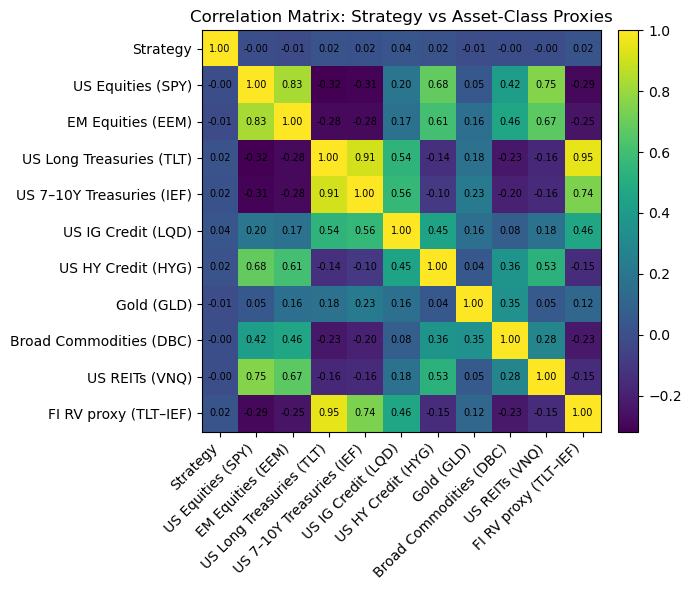 Correlation Matrix: Strategy vs Asset-Class Proxies
Strategy 1.00 -0.00 -0.01 0.02 0.02 0.04 0.02 -0.01 -0.00 -0.00 0.02
US Equities (SPY) -0.00 1.00 0.83 -0.32 -0.31 0.20 0.68 0.05 0.42 0.75 -0.29
EM Equities (EEM) -0.01 0.83 1.00 -0.28 -0.28 0.17 0.61 0.16 0.46 0.67 -0.25
US Long Treasuries (TLT) 0.02 -0.32 -0.28 1.00 0.91 0.54 -0.14 0.18 -0.23 -0.16 0.95
US 7–10Y Treasuries (IEF) 0.02 -0.31 -0.28 0.91 1.00 0.56 -0.10 0.23 -0.20 -0.16 0.74
US IG Credit (LQD) 0.04 0.20 0.17 0.54 0.56 1.00 0.45 0.16 0.08 0.18 0.46
US HY Credit (HYG) 0.02 0.68 0.61 -0.14 -0.10 0.45 1.00 0.04 0.36 0.53 -0.15
Gold (GLD) -0.01 0.05 0.16 0.18 0.23 0.16 0.04 1.00 0.35 0.05 0.12
Broad Commodities (DBC) -0.00 0.42 0.46 -0.23 -0.20 0.08 0.36 0.35 1.00 0.28 -0.23
US REITs (VNQ) -0.00 0.75 0.67 -0.16 -0.16 0.18 0.53 0.05 0.28 1.00 -0.15
FI RV proxy (TLT–IEF) 0.02 -0.29 -0.25 0.95 0.74 0.46 -0.15 0.12 -0.23 -0.15 1.00
Strategy
US Equities (SPY)
EM Equities (EEM)
US Long Treasuries (TLT)
US 7–10Y Treasuries (IEF)
US IG Credit (LQD)
US HY Credit (HYG)
Gold (GLD)
Broad Commodities (DBC)
US REITs (VNQ)
FI RV proxy (TLT–IEF)
1.0
0.8
0.6
0.4
0.2
0.0
−0.2